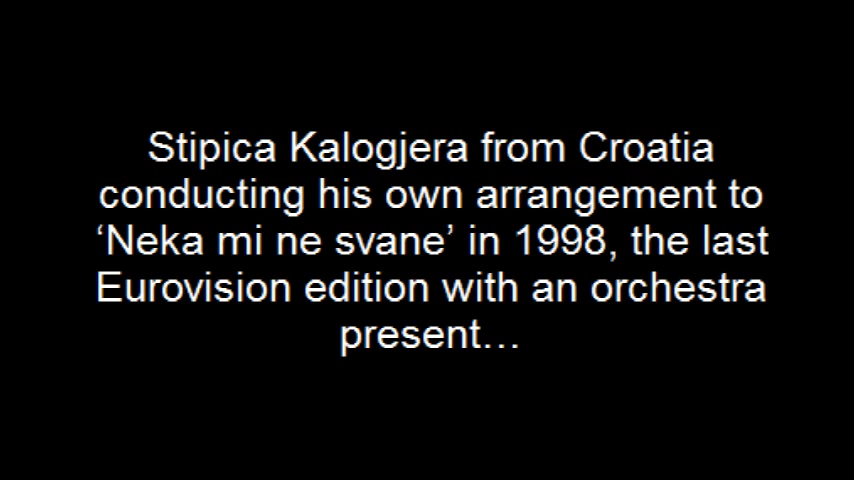 Stipica Kalogjera from Croatia
conducting his own arrangement to
‘Neka mi ne svane’ in 1998, the last
Eurovision edition with an orchestra
present…